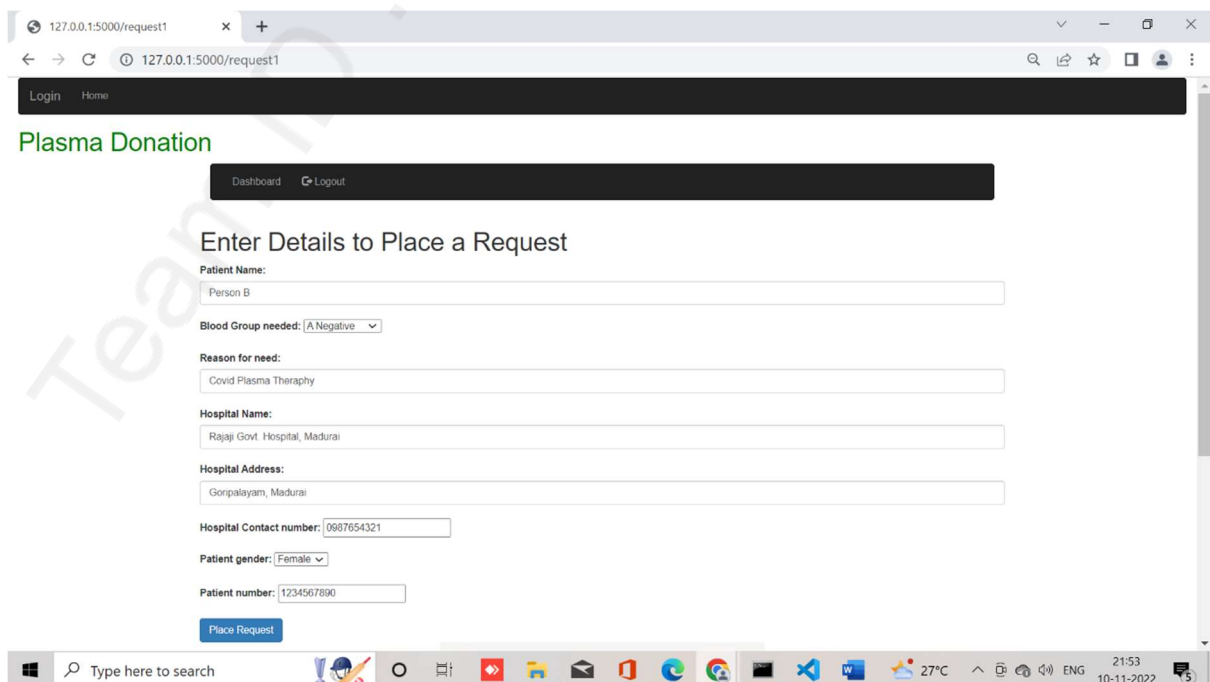 127.0.0.1:5000/request1
127.0.0.1:5000/request1
Login Home
Plasma Donation
Dashboard Logout
Enter Details to Place a Request
Patient Name:
Person B
Blood Group needed: A Negative
Reason for need:
Covid Plasma Theraphy
Hospital Name:
Rajaji Govt. Hospital, Madurai
Hospital Address:
Goripalayam, Madurai
Hospital Contact number: 0987654321
Patient gender: Female
Patient number: 1234567890
Place Request
Type here to search
27°C ENG 21:53
10-11-2022
5